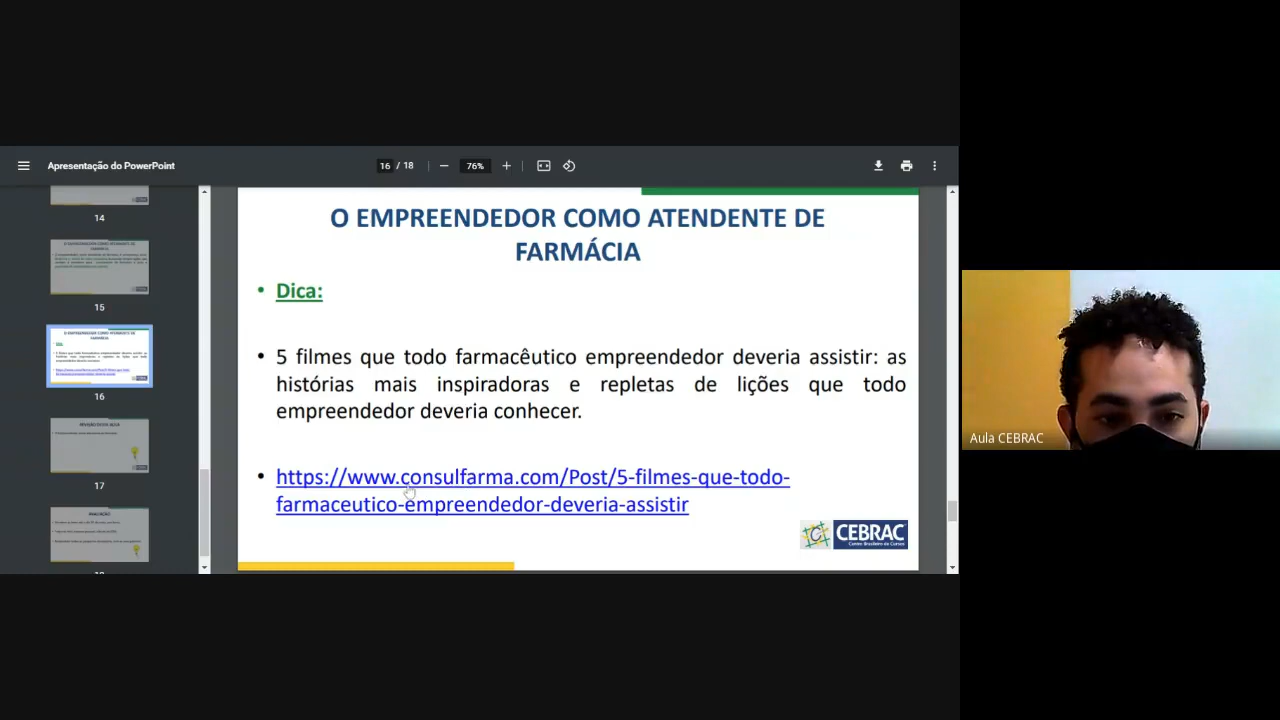 Apresentação do PowerPoint
16 / 18
76%
14
15
16
17
O EMPREENDEDOR COMO ATENDENTE DE
FARMÁCIA
• Dica:
• 5 filmes que todo farmacêutico empreendedor deveria assistir: as
histórias mais inspiradoras e repletas de lições que todo
empreendedor deveria conhecer.
• https://www.consulfarma.com/Post/5-filmes-que-todo-
farmaceutico-empreendedor-deveria-assistir
CEBRAC
Centro Brasileiro de Cursos
Aula CEBRAC